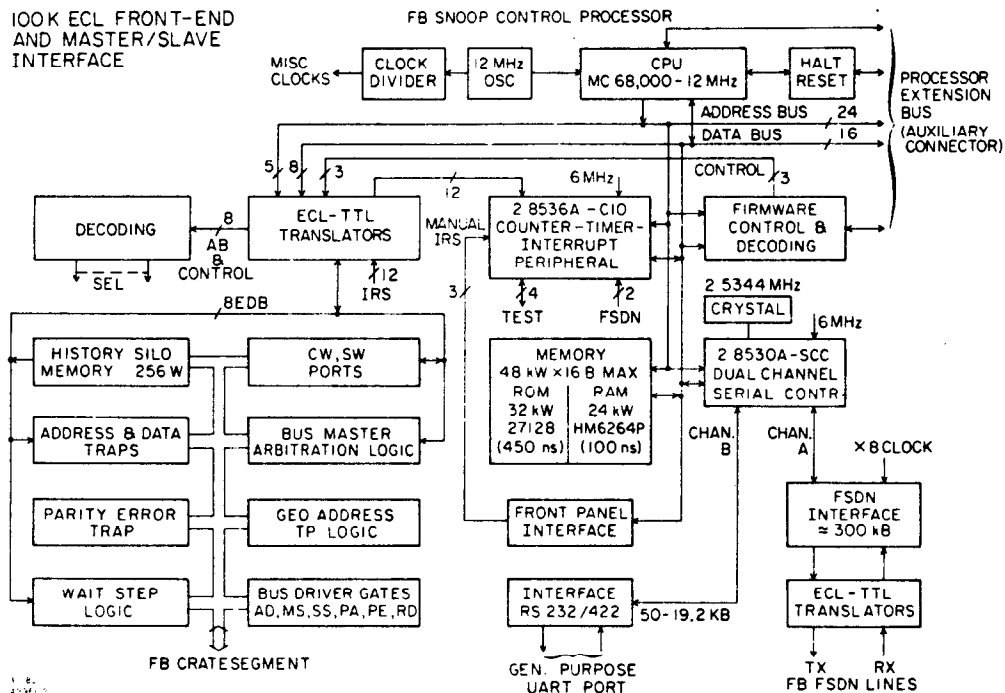 100K ECL FRONT-END
AND MASTER/SLAVE
INTERFACE
FB SNOOP CONTROL PROCESSOR
MISC
CLOCKS
CLOCK
DIVIDER
12 MHz
OSC
CPU
MC 68,000-12 MHz
HALT
RESET
PROCESSOR
EXTENSION
BUS
(AUXILIARY
CONNECTOR)
ADDRESS BUS
24
DATA BUS
16
5
8
3
12
6MHz
CONTROL
3
DECODING
8
AB
&
CONTROL
SEL
ECL-TTL
TRANSLATORS
12
IRS
MANUAL
IRS
3
2 8536A-CIO
COUNTER-TIMER-
INTERRUPT
PERIPHERAL
4
TEST
2
FSDN
FIRMWARE
CONTROL &
DECODING
2 5344 MHz
CRYSTAL
6MHz
8EDB
HISTORY SILO
MEMORY 256 W
CW, SW
PORTS
MEMORY
48 kW × 16 B MAX
ROM
32 kW
27128
(450 ns)
RAM
24 kW
HM6264P
(100 ns)
2 8530A-SCC
DUAL CHANNEL
SERIAL CONTR.
ADDRESS & DATA
TRAPS
BUS MASTER
ARBITRATION LOGIC
CHAN.
B
CHAN.
A
×8 CLOCK
PARITY ERROR
TRAP
GEO ADDRESS
TP LOGIC
FRONT PANEL
INTERFACE
FSDN
INTERFACE
≈ 300 kB
WAIT STEP
LOGIC
BUS DRIVER GATES
AD, MS, SS, PA, PE, RD
INTERFACE
RS 232/422
50-19.2 KB
ECL-TTL
TRANSLATORS
FB CRATESEGMENT
GEN. PURPOSE
UART PORT
TX
RX
FB FSDN LINES